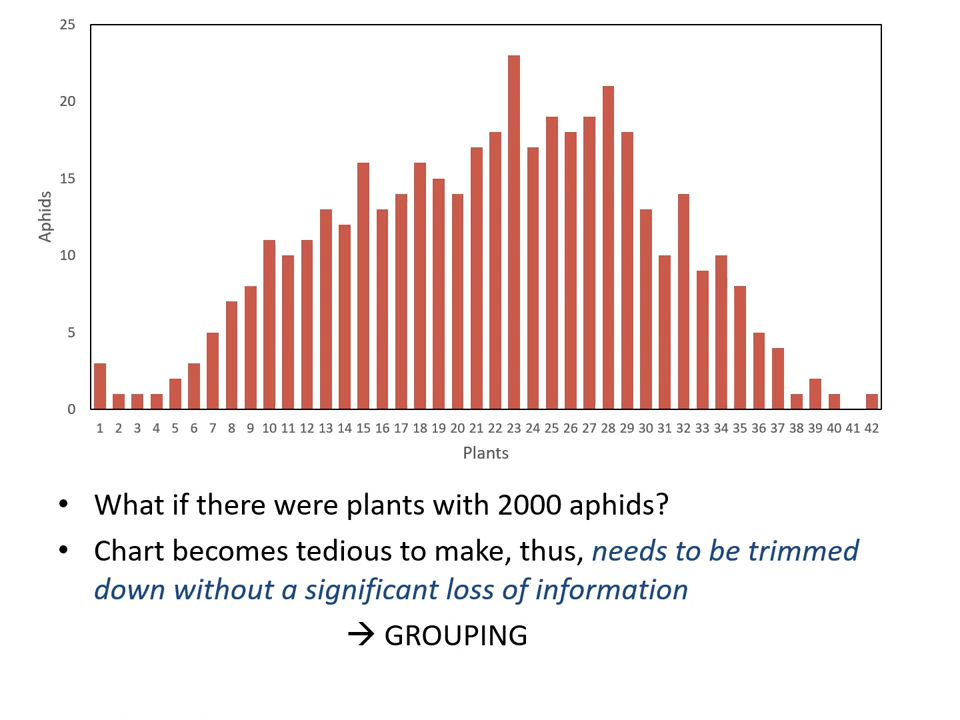 25
20
15
10
5
0
Aphids
1 2 3 4 5 6 7 8 9 10 11 12 13 14 15 16 17 18 19 20 21 22 23 24 25 26 27 28 29 30 31 32 33 34 35 36 37 38 39 40 41 42
Plants
• What if there were plants with 2000 aphids?
• Chart becomes tedious to make, thus, needs to be trimmed
down without a significant loss of information
→ GROUPING